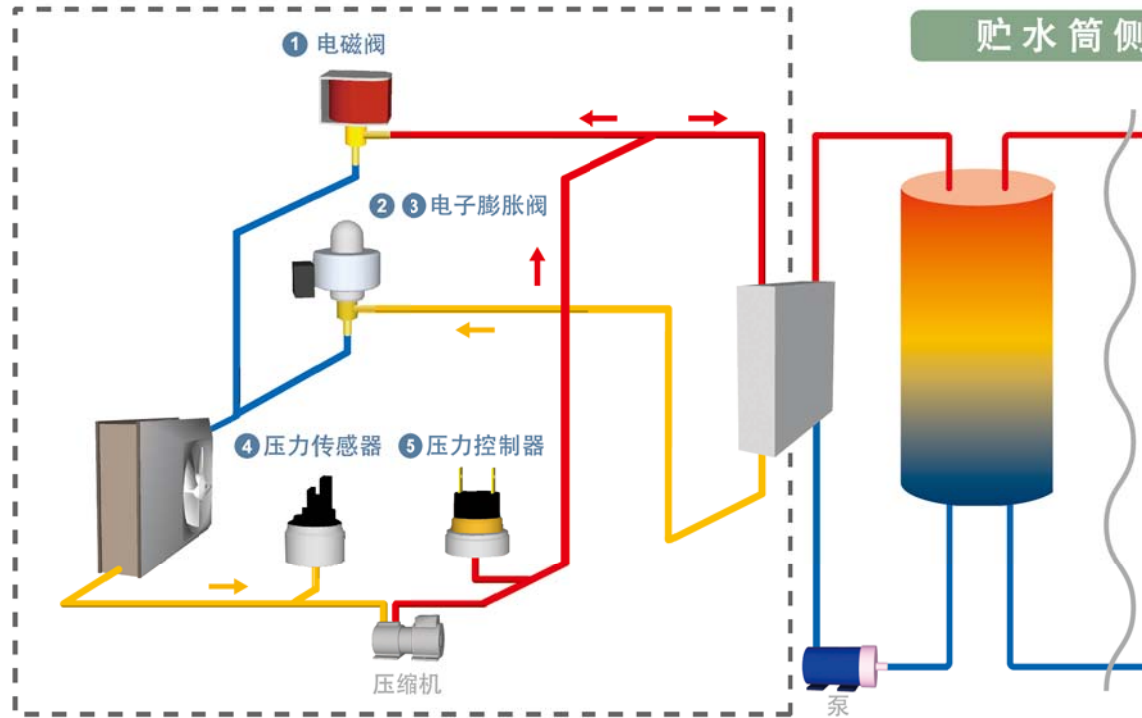 贮水筒侧
① 电磁阀
② ③ 电子膨胀阀
④ 压力传感器
⑤ 压力控制器
压缩机
泵